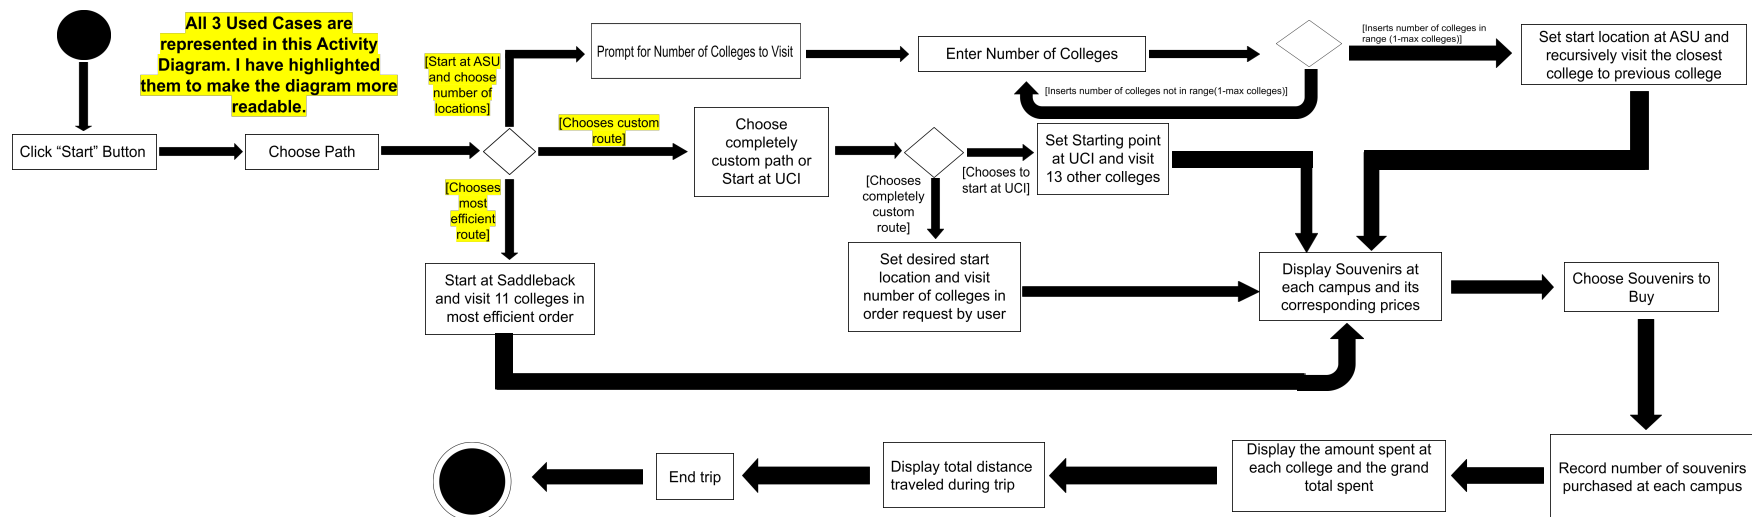 All 3 Used Cases are
represented in this Activity
Diagram. I have highlighted
them to make the diagram more
readable.
Click “Start” Button
Choose Path
[Start at ASU
and choose
number of
locations]
Prompt for Number of Colleges to Visit
Enter Number of Colleges
[Inserts number of colleges in
range (1-max colleges)]
[Inserts number of colleges not in range(1-max colleges)]
Set start location at ASU and
recursively visit the closest
college to previous college
[Chooses custom
route]
Choose
completely
custom path or
Start at UCI
[Chooses to
start at UCI]
Set Starting point
at UCI and visit
13 other colleges
[Chooses
completely
custom
route]
Set desired start
location and visit
number of colleges in
order request by user
[Chooses
most
efficient
route]
Start at Saddleback
and visit 11 colleges in
most efficient order
Display Souvenirs at
each campus and its
corresponding prices
Choose Souvenirs to
Buy
Record number of souvenirs
purchased at each campus
Display the amount spent at
each college and the grand
total spent
Display total distance
traveled during trip
End trip